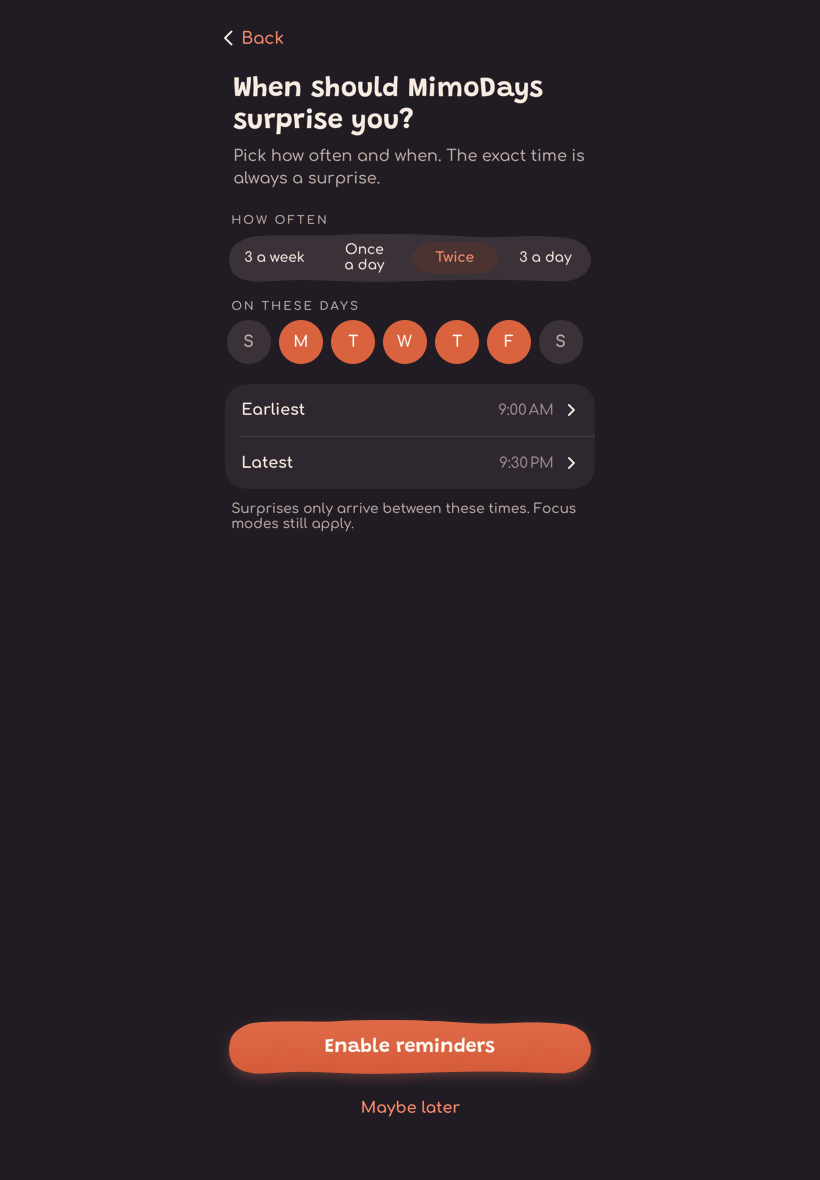 Back
When should MimoDays
surprise you?
Pick how often and when. The exact time is
always a surprise.
HOW OFTEN
3 a week
Once
a day
Twice
3 a day
ON THESE DAYS
S M T W T F S
Earliest 9:00 AM
Latest 9:30 PM
Surprises only arrive between these times. Focus
modes still apply.
Enable reminders
Maybe later